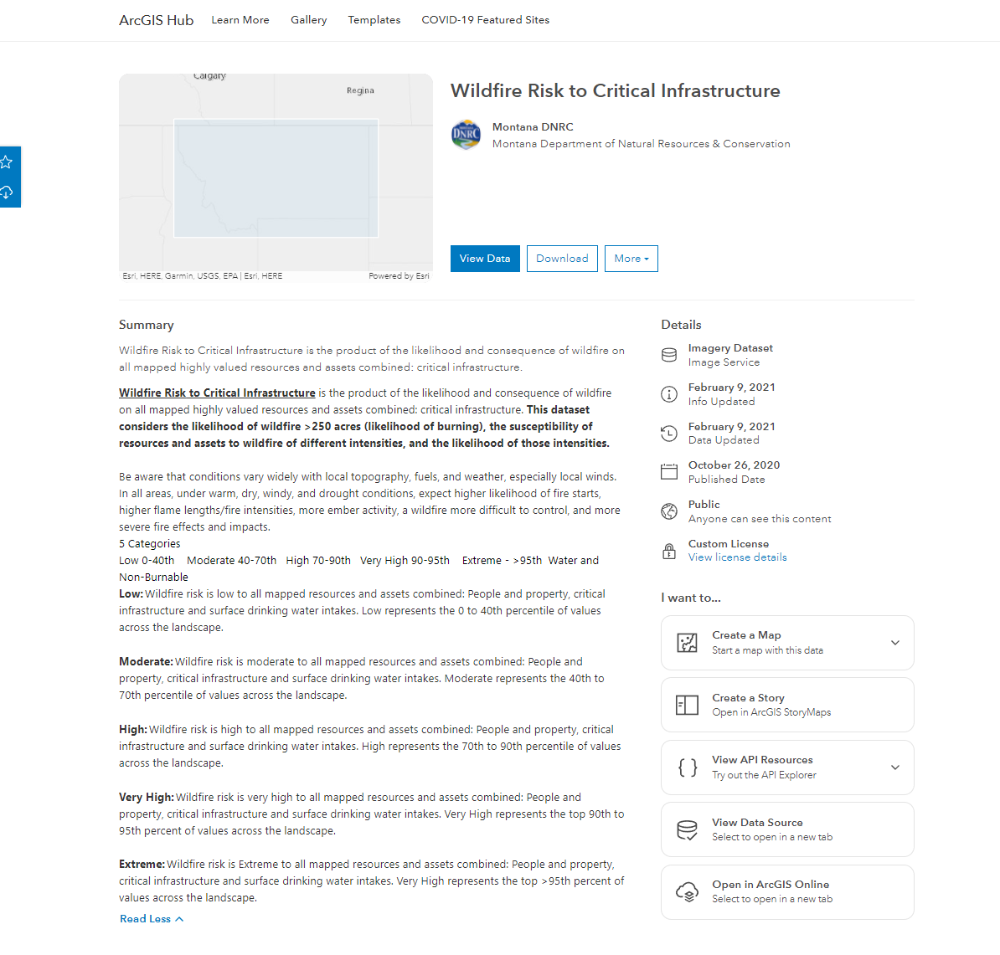 ArcGIS Hub Learn More Gallery Templates COVID-19 Featured Sites
Calgary
Regina
Esri, HERE, Garmin, USGS, EPA | Esri, HERE Powered by Esri
Wildfire Risk to Critical Infrastructure
DNRC
Montana DNRC
Montana Department of Natural Resources & Conservation
View Data Download More
Summary
Wildfire Risk to Critical Infrastructure is the product of the likelihood and consequence of wildfire on
all mapped highly valued resources and assets combined: critical infrastructure.
Wildfire Risk to Critical Infrastructure is the product of the likelihood and consequence of wildfire
on all mapped highly valued resources and assets combined: critical infrastructure. This dataset
considers the likelihood of wildfire >250 acres (likelihood of burning), the susceptibility of
resources and assets to wildfire of different intensities, and the likelihood of those intensities.
Be aware that conditions vary widely with local topography, fuels, and weather, especially local winds.
In all areas, under warm, dry, windy, and drought conditions, expect higher likelihood of fire starts,
higher flame lengths/fire intensities, more ember activity, a wildfire more difficult to control, and more
severe fire effects and impacts.
5 Categories
Low 0-40th Moderate 40-70th High 70-90th Very High 90-95th Extreme - >95th Water and
Non-Burnable
Low: Wildfire risk is low to all mapped resources and assets combined: People and property, critical
infrastructure and surface drinking water intakes. Low represents the 0 to 40th percentile of values
across the landscape.
Moderate: Wildfire risk is moderate to all mapped resources and assets combined: People and
property, critical infrastructure and surface drinking water intakes. Moderate represents the 40th to
70th percentile of values across the landscape.
High: Wildfire risk is high to all mapped resources and assets combined: People and property, critical
infrastructure and surface drinking water intakes. High represents the 70th to 90th percentile of values
across the landscape.
Very High: Wildfire risk is very high to all mapped resources and assets combined: People and
property, critical infrastructure and surface drinking water intakes. Very High represents the top 90th to
95th percent of values across the landscape.
Extreme: Wildfire risk is Extreme to all mapped resources and assets combined: People and property,
critical infrastructure and surface drinking water intakes. Very High represents the top >95th percent of
values across the landscape.
Read Less
Details
Imagery Dataset
Image Service
February 9, 2021
Info Updated
February 9, 2021
Data Updated
October 26, 2020
Published Date
Public
Anyone can see this content
Custom License
View license details
I want to...
Create a Map
Start a map with this data
Create a Story
Open in ArcGIS StoryMaps
View API Resources
Try out the API Explorer
View Data Source
Select to open in a new tab
Open in ArcGIS Online
Select to open in a new tab